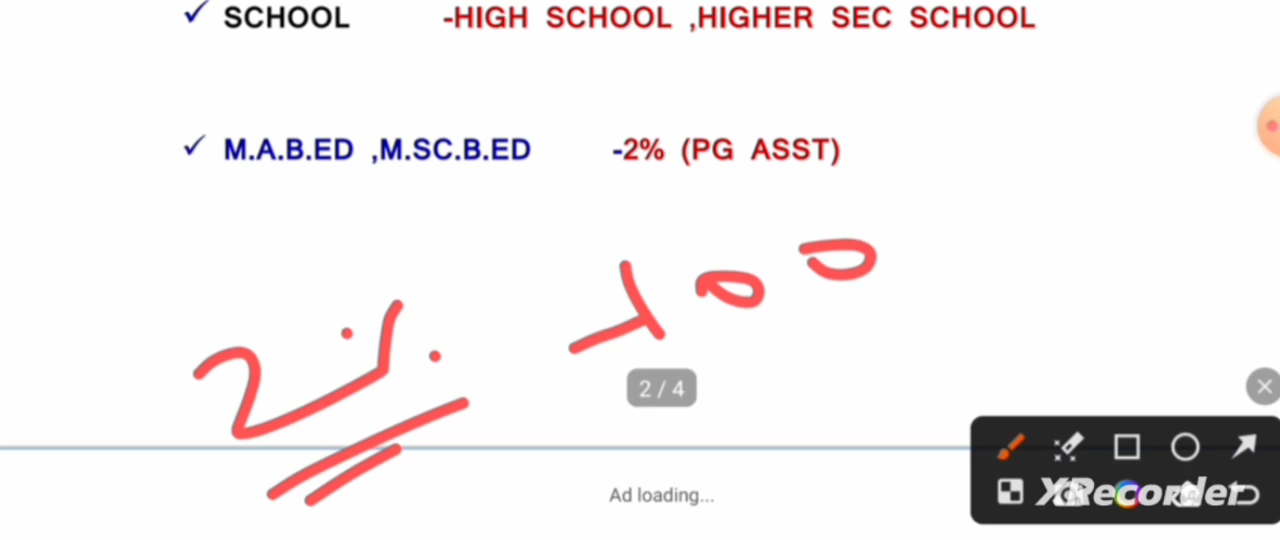 ✓ SCHOOL -HIGH SCHOOL ,HIGHER SEC SCHOOL
✓ M.A.B.ED ,M.SC.B.ED -2% (PG ASST)
2% 100
2 / 4
Ad loading...
XRecorder